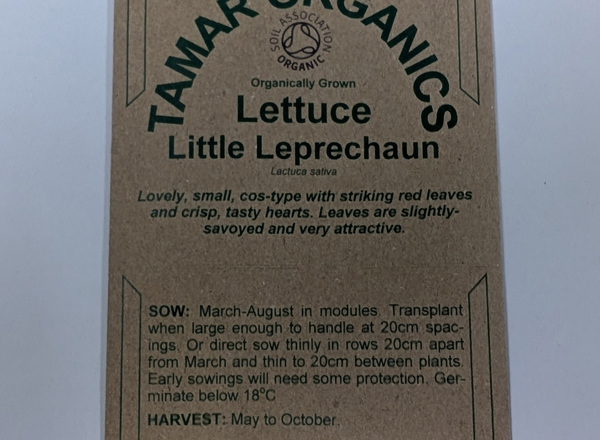 TAMAR ORGANICS
SOIL ASSOCIATION
ORGANIC
Organically Grown
Lettuce
Little Leprechaun
Lactuca sativa
Lovely, small, cos-type with striking red leaves
and crisp, tasty hearts. Leaves are slightly-
savoyed and very attractive.
SOW: March-August in modules. Transplant
when large enough to handle at 20cm spac-
ings. Or direct sow thinly in rows 20cm apart
from March and thin to 20cm between plants.
Early sowings will need some protection. Ger-
minate below 18°C
HARVEST: May to October.